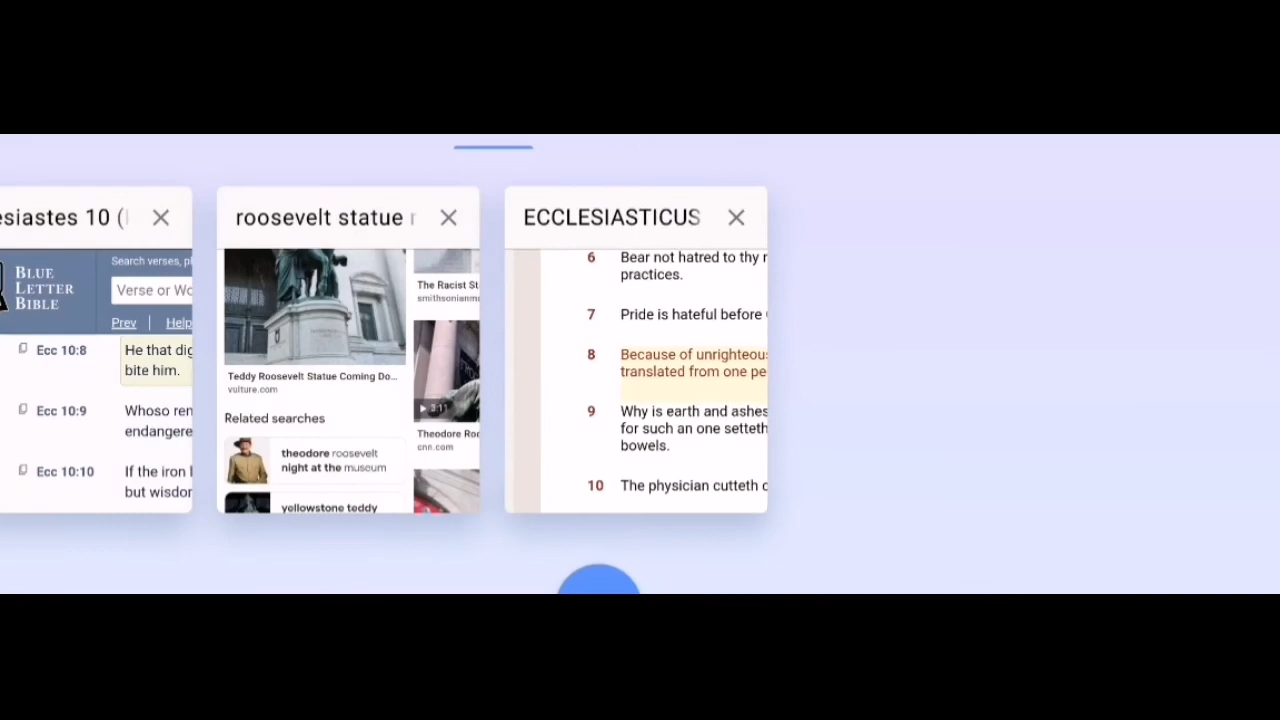 esiastes 10 (
roosevelt statue
ECCLESIASTICUS
BLUE
LETTER
BIBLE
Search verses, p
Verse or Wo
Prev | Help
Ecc 10:8 He that dig
bite him.
Ecc 10:9 Whoso ren
endangere
Ecc 10:10 If the iron
but wisdor
Teddy Roosevelt Statue Coming Do...
vulture.com
Related searches
theodore roosevelt
night at the museum
yellowstone teddy
The Racist St
smithsonianm
3:11
Theodore Roo
cnn.com
6 Bear not hatred to thy
practices.
7 Pride is hateful before
8 Because of unrighteous
translated from one pe
9 Why is earth and ashes
for such an one setteth
bowels.
10 The physician cutteth